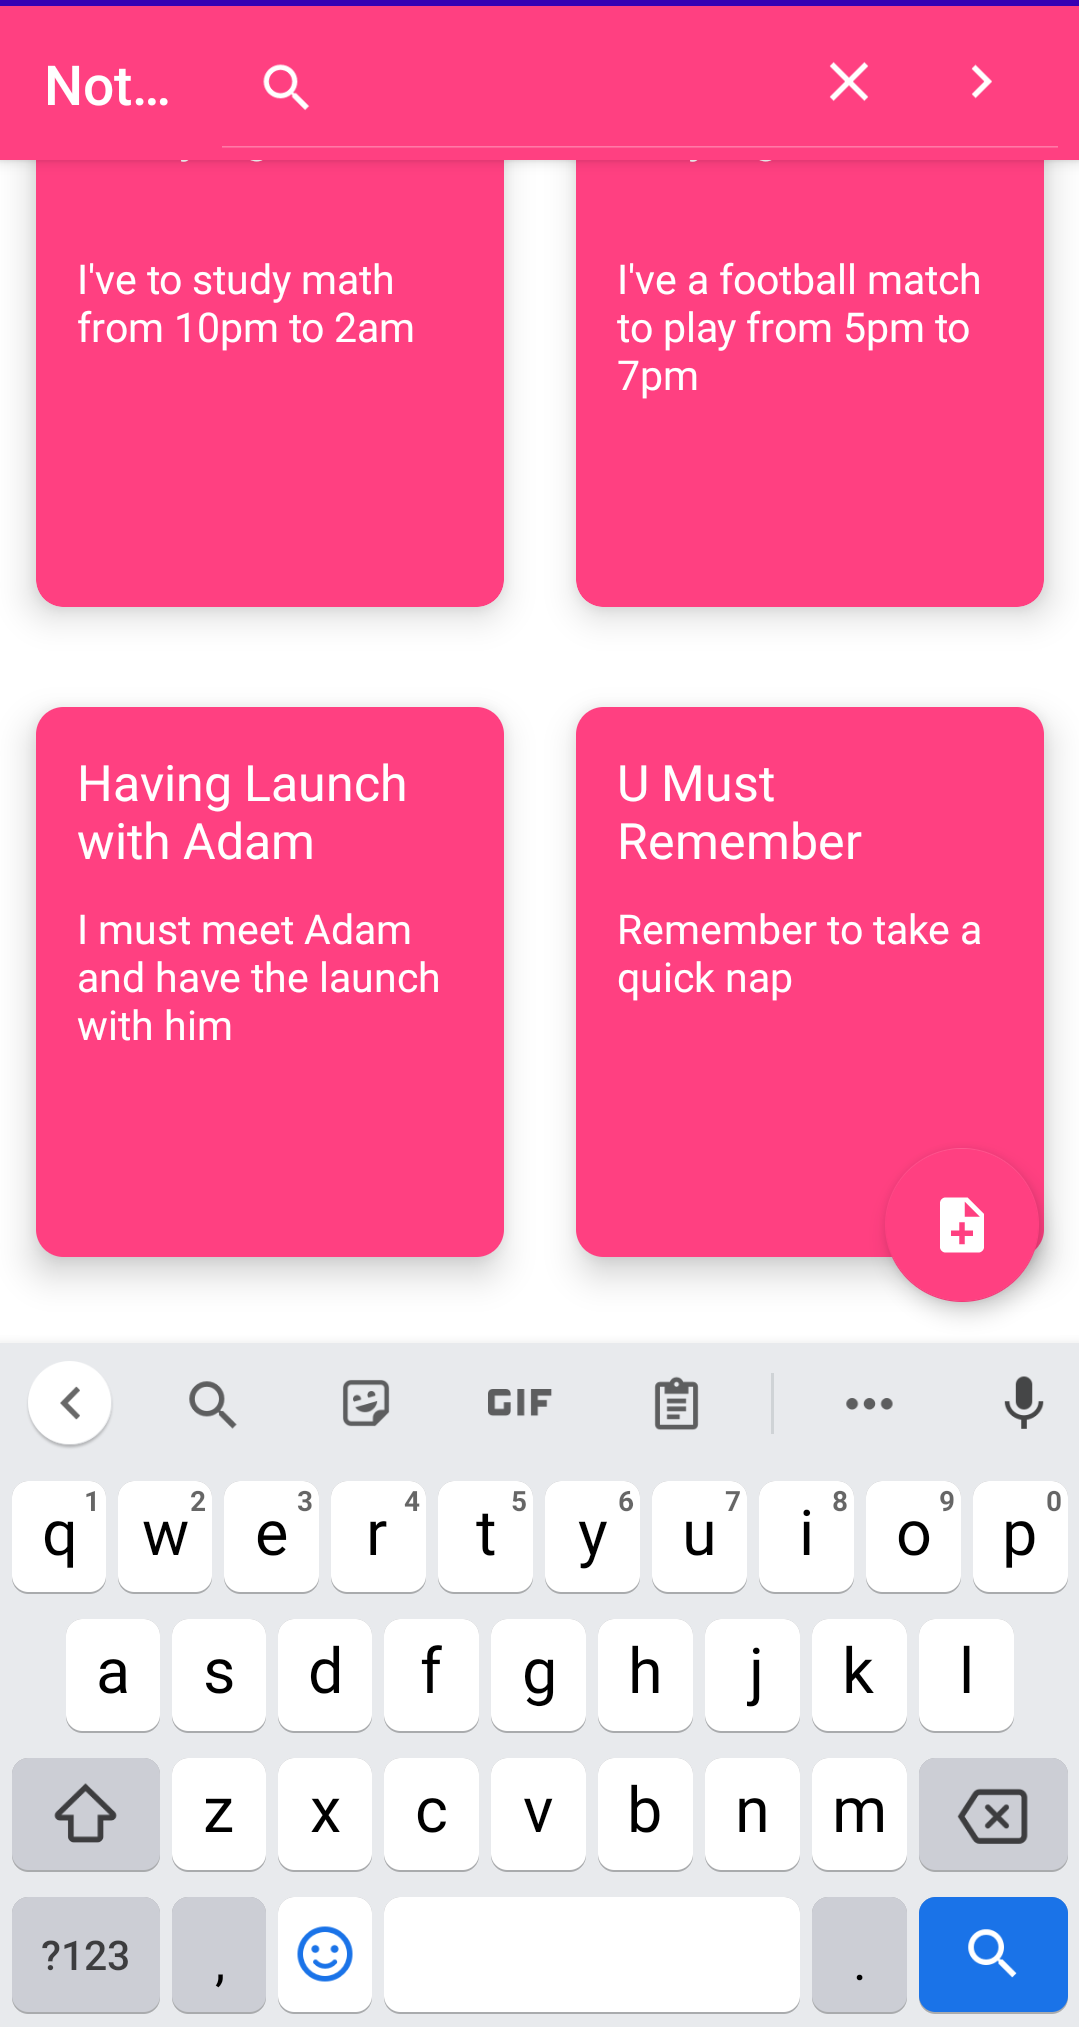 Not...
I've to study math
from 10pm to 2am
I've a football match
to play from 5pm to
7pm
Having Launch
with Adam
I must meet Adam
and have the launch
with him
U Must
Remember
Remember to take a
quick nap
GIF
1 2 3 4 5 6 7 8 9 0
q w e r t y u i o p
a s d f g h j k l
z x c v b n m
?123 , .